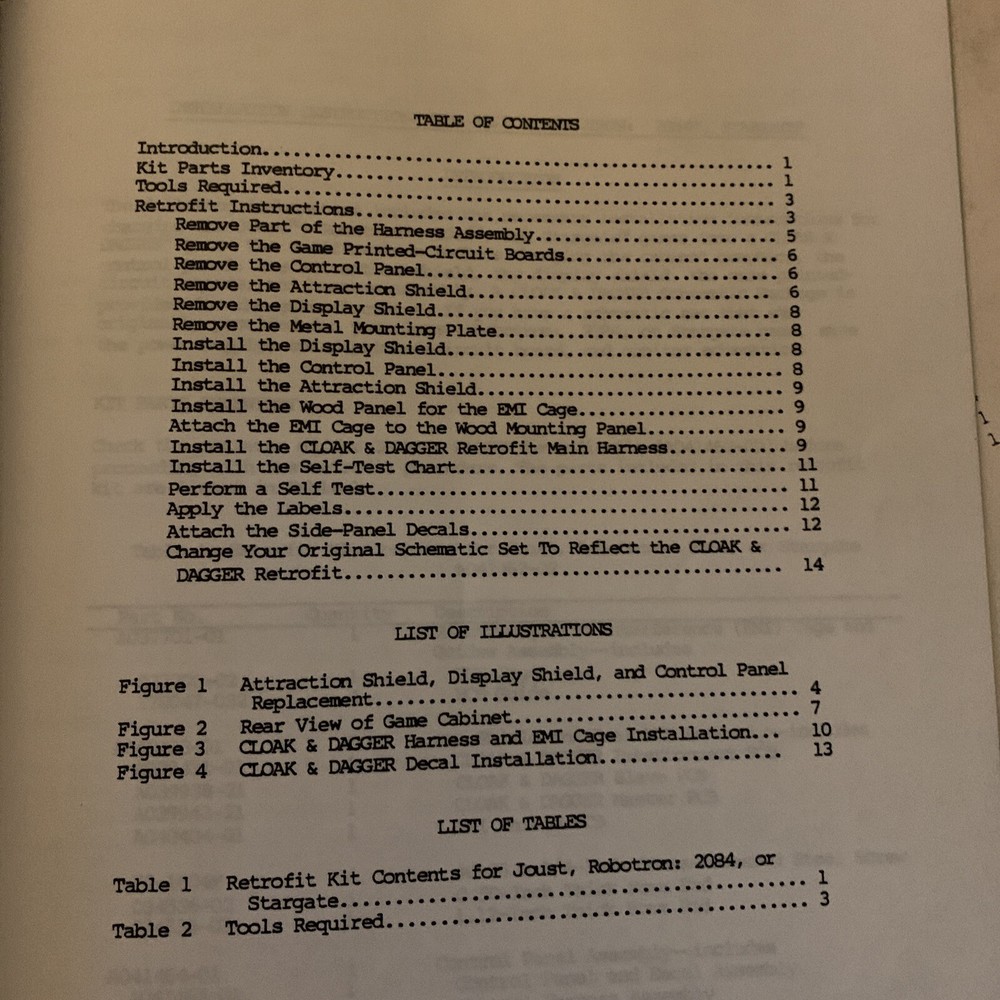 TABLE OF CONTENTS
Introduction................................................ 1
Kit Parts Inventory......................................... 1
Tools Required.............................................. 3
Retrofit Instructions....................................... 3
Remove Part of the Harness Assembly......................... 5
Remove the Game Printed-Circuit Boards...................... 6
Remove the Control Panel.................................... 6
Remove the Attraction Shield................................ 6
Remove the Display Shield................................... 8
Remove the Metal Mounting Plate............................. 8
Install the Display Shield.................................. 8
Install the Control Panel................................... 8
Install the Attraction Shield............................... 9
Install the Wood Panel for the EMI Cage..................... 9
Attach the EMI Cage to the Wood Mounting Panel.............. 9
Install the CLOAK & DAGGER Retrofit Main Harness........... 9
Install the Self-Test Chart................................. 11
Perform a Self Test......................................... 11
Apply the Labels............................................ 12
Attach the Side-Panel Decals................................ 12
Change Your Original Schematic Set To Reflect the CLOAK &
DAGGER Retrofit............................................. 14
LIST OF ILLUSTRATIONS
Figure 1 Attraction Shield, Display Shield, and Control Panel
Replacement................................................. 4
Figure 2 Rear View of Game Cabinet.......................... 7
Figure 3 CLOAK & DAGGER Harness and EMI Cage Installation... 10
Figure 4 CLOAK & DAGGER Decal Installation.................. 13
LIST OF TABLES
Table 1 Retrofit Kit Contents for Joust, Robotron: 2084, or
Stargate.................................................... 1
Table 2 Tools Required...................................... 3